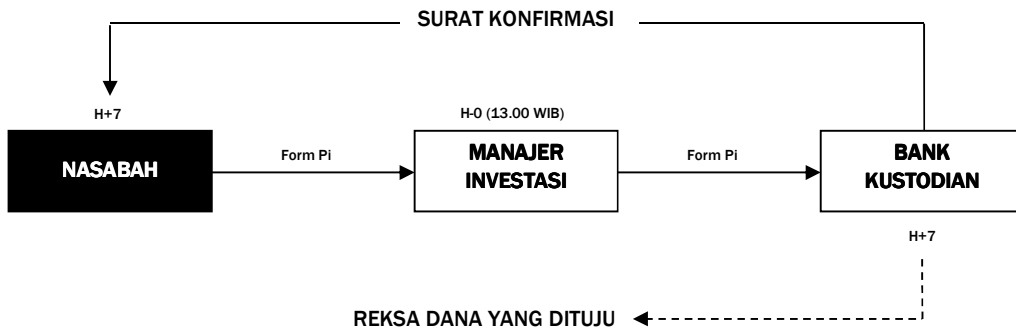 SURAT KONFIRMASI
H+7
H-0 (13.00 WIB)
NASABAH
Form Pi
MANAJER
INVESTASI
Form Pi
BANK
KUSTODIAN
H+7
REKSA DANA YANG DITUJU